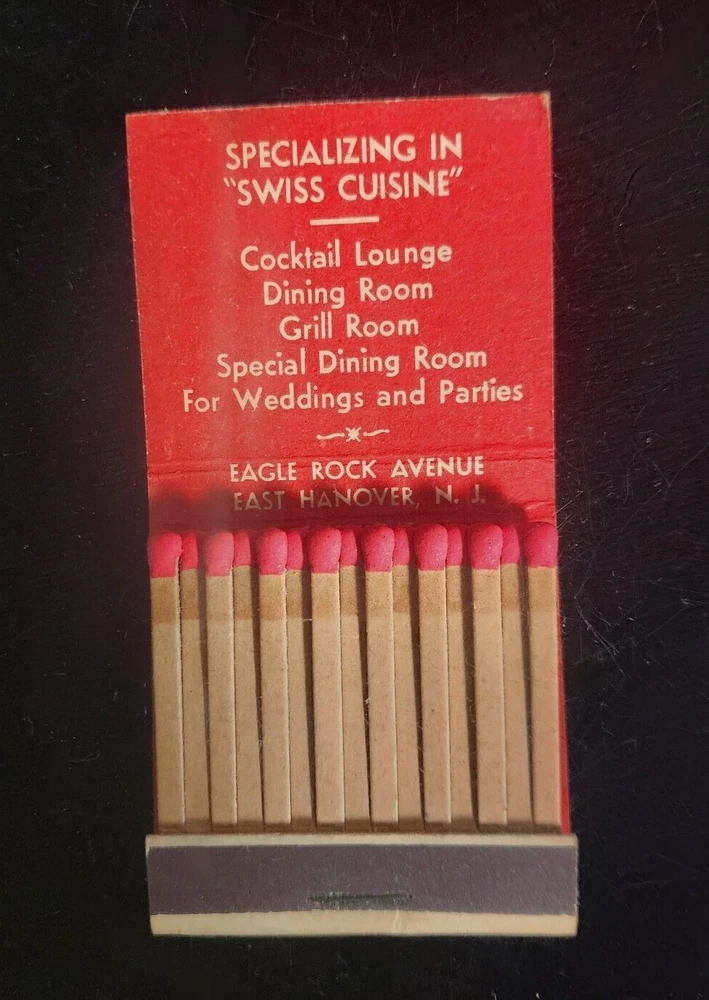 SPECIALIZING IN
"SWISS CUISINE"
Cocktail Lounge
Dining Room
Grill Room
Special Dining Room
For Weddings and Parties
EAGLE ROCK AVENUE
EAST HANOVER, N. J.